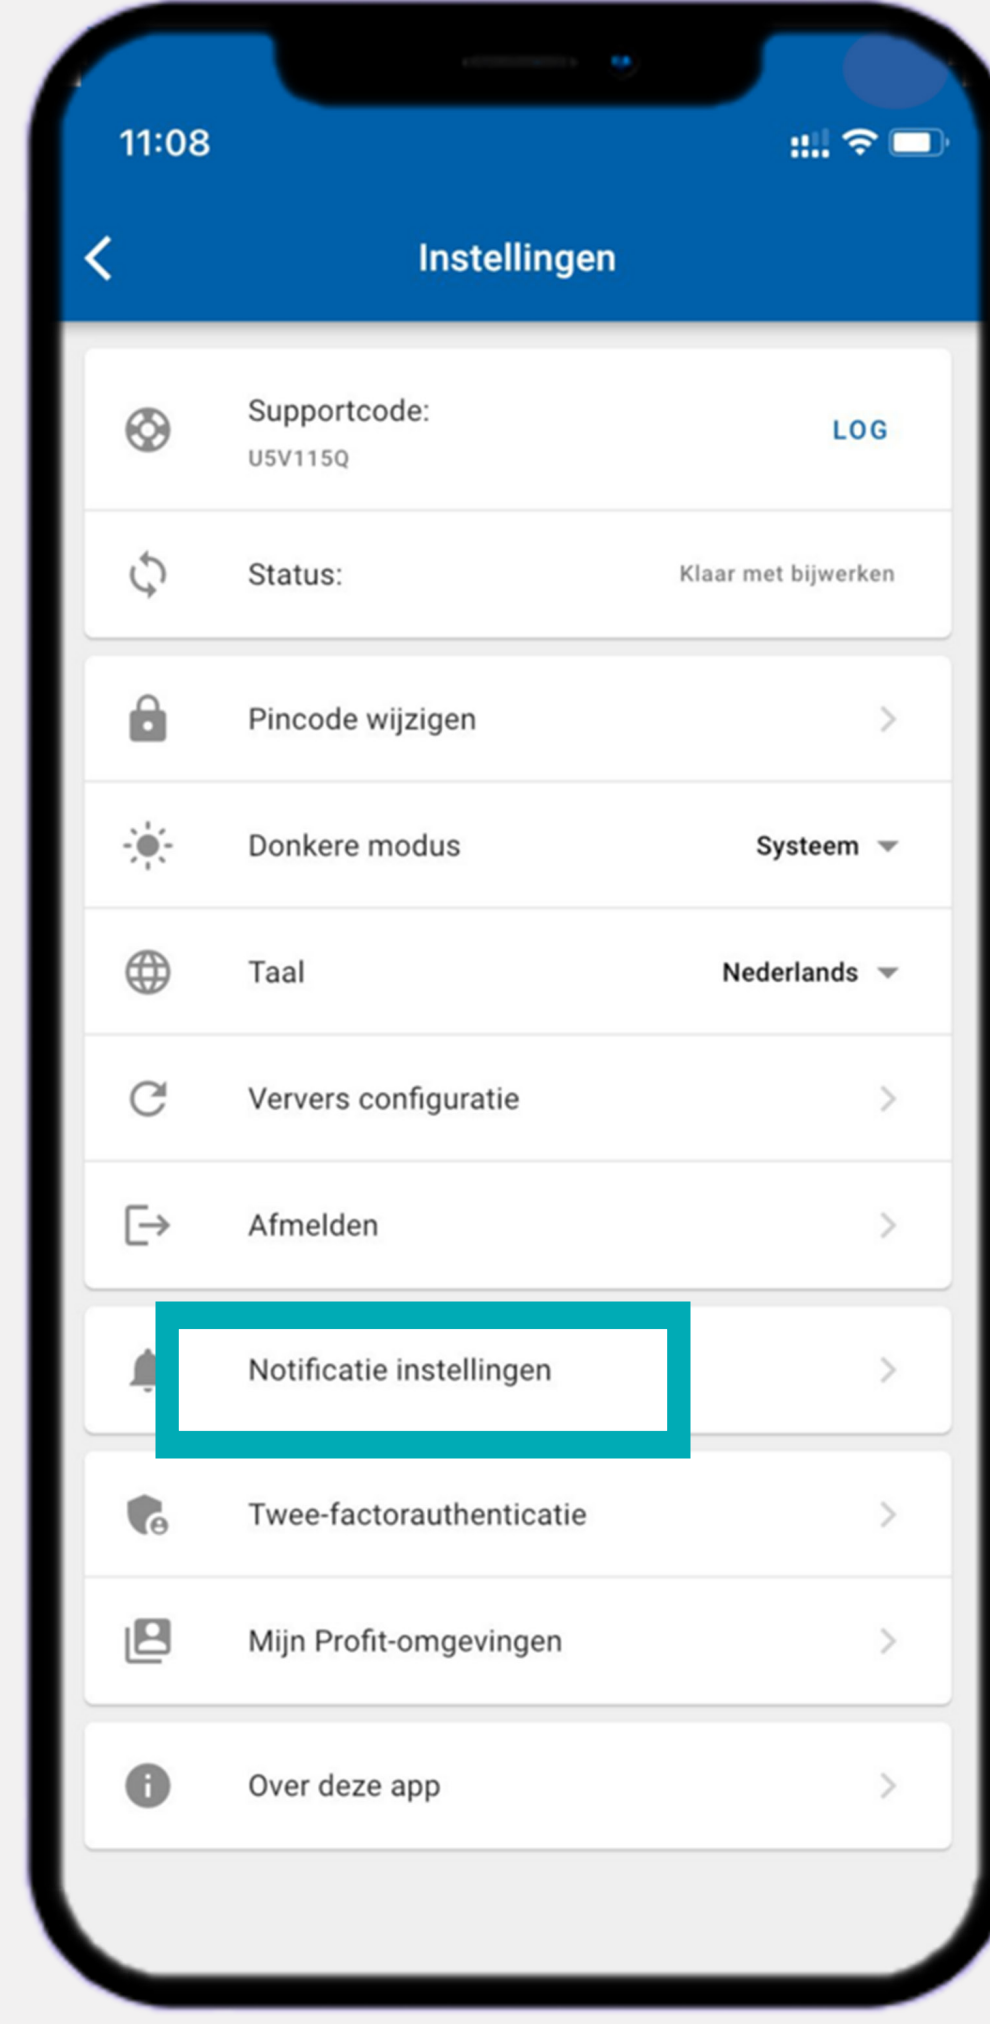 11:08
Instellingen
Supportcode:
LOG
U5V115Q
Status:
Klaar met bijwerken
Pincode wijzigen
Donkere modus
Systeem
Taal
Nederlands
Ververs configuratie
Afmelden
Notificatie instellingen
Twee-factorauthenticatie
Mijn Profit-omgevingen
Over deze app